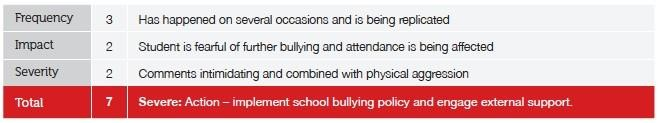 Frequency 3 Has happened on several occasions and is being replicated
Impact 2 Student is fearful of further bullying and attendance is being affected
Severity 2 Comments intimidating and combined with physical aggression
Total 7 Severe: Action – implement school bullying policy and engage external support.